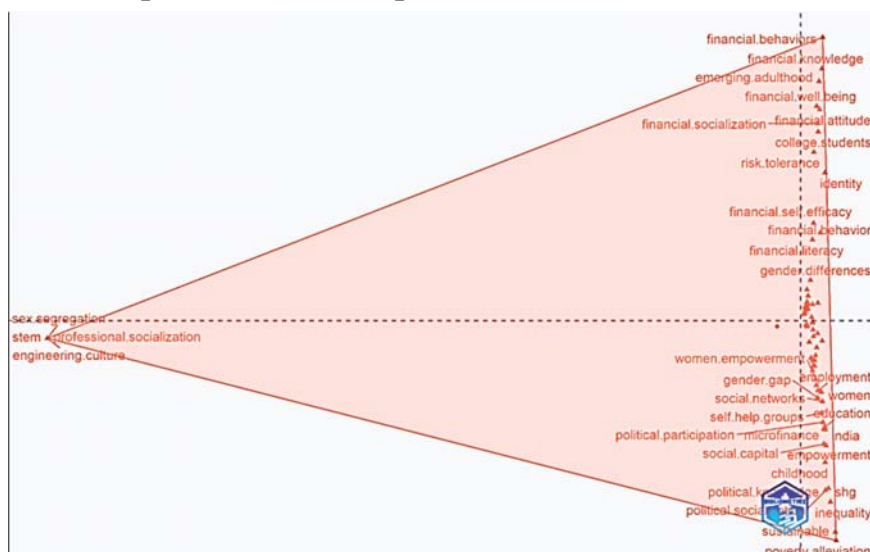 financial.behaviors
financial.knowledge
emerging.adulthood
financial.well.being
financial.socialization
financial.attitude
college.students
risk.tolerance
identity
financial.self.efficacy
financial.behavior
financial.literacy
gender.differences
sex.segregation
stem
professional.socialization
engineering.culture
women.empowerment
employment
gender.gap
women
social.networks
education
self.help.groups
political.participation
microfinance
india
social.capital
empowerment
childhood
shg
inequality
sustainable
poverty.alleviation